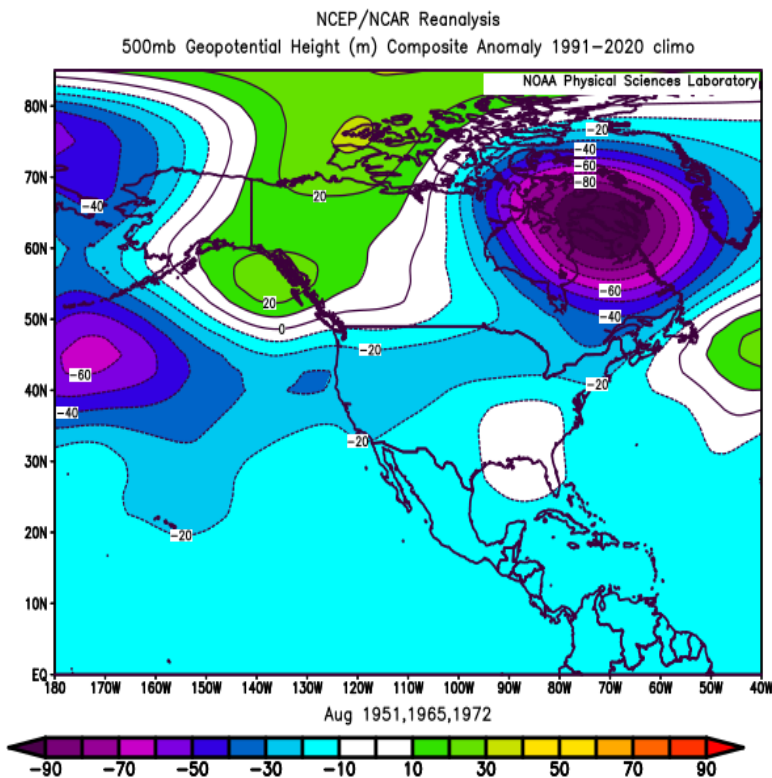 NCEP/NCAR Reanalysis
500mb Geopotential Height (m) Composite Anomaly 1991-2020 climo
NOAA Physical Sciences Laboratory
80N
-20
-40
-60
-80
70N
20
-40
60N
-60
20
50N
0
-40
-20
-60
40N
-20
-40
-20
30N
20N
-20
10N
EQ
180 170W 160W 150W 140W 130W 120W 110W 100W 90W 80W 70W 60W 50W 40W
Aug 1951,1965,1972
-90 -70 -50 -30 -10 10 30 50 70 90